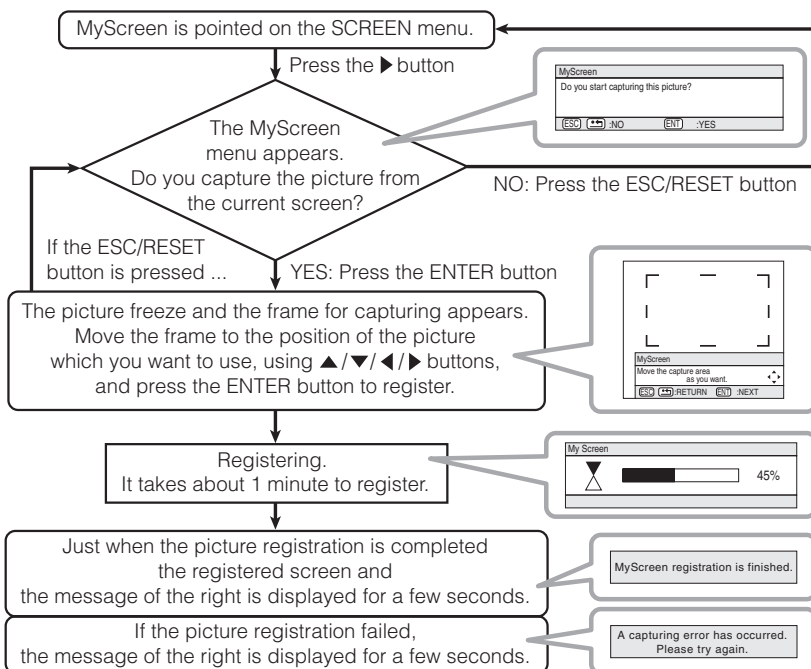 MyScreen is pointed on the SCREEN menu.
Press the ▶ button
MyScreen
Do you start capturing this picture?
ESC :NO ENT :YES
The MyScreen
menu appears.
Do you capture the picture from
the current screen?
NO: Press the ESC/RESET button
If the ESC/RESET
button is pressed ...
YES: Press the ENTER button
The picture freeze and the frame for capturing appears.
Move the frame to the position of the picture
which you want to use, using ▲/▼/◀/▶ buttons,
and press the ENTER button to register.
MyScreen
Move the capture area
as you want.
ESC :RETURN ENT :NEXT
Registering.
It takes about 1 minute to register.
My Screen
45%
Just when the picture registration is completed
the registered screen and
the message of the right is displayed for a few seconds.
MyScreen registration is finished.
If the picture registration failed,
the message of the right is displayed for a few seconds.
A capturing error has occurred.
Please try again.